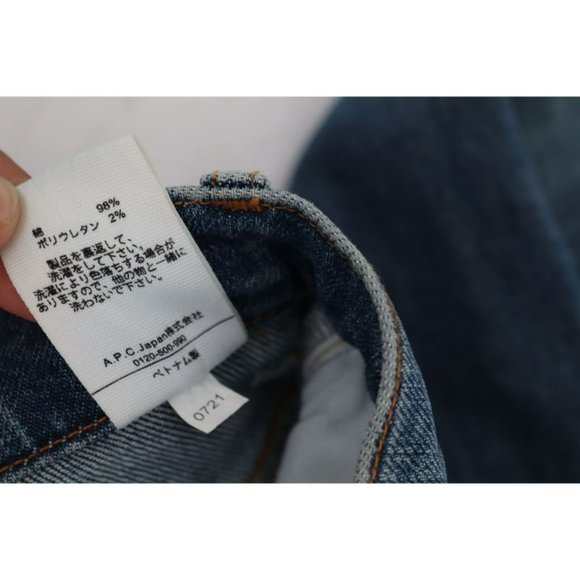 綿 98%
ポリウレタン 2%
製品を裏返して、
洗濯をして下さい。
洗濯により色落ちする場合が
ありますので、他の物と一緒に
洗わないで下さい。
A.P.C.Japan株式会社
0120-500-990
ベトナム製
0721